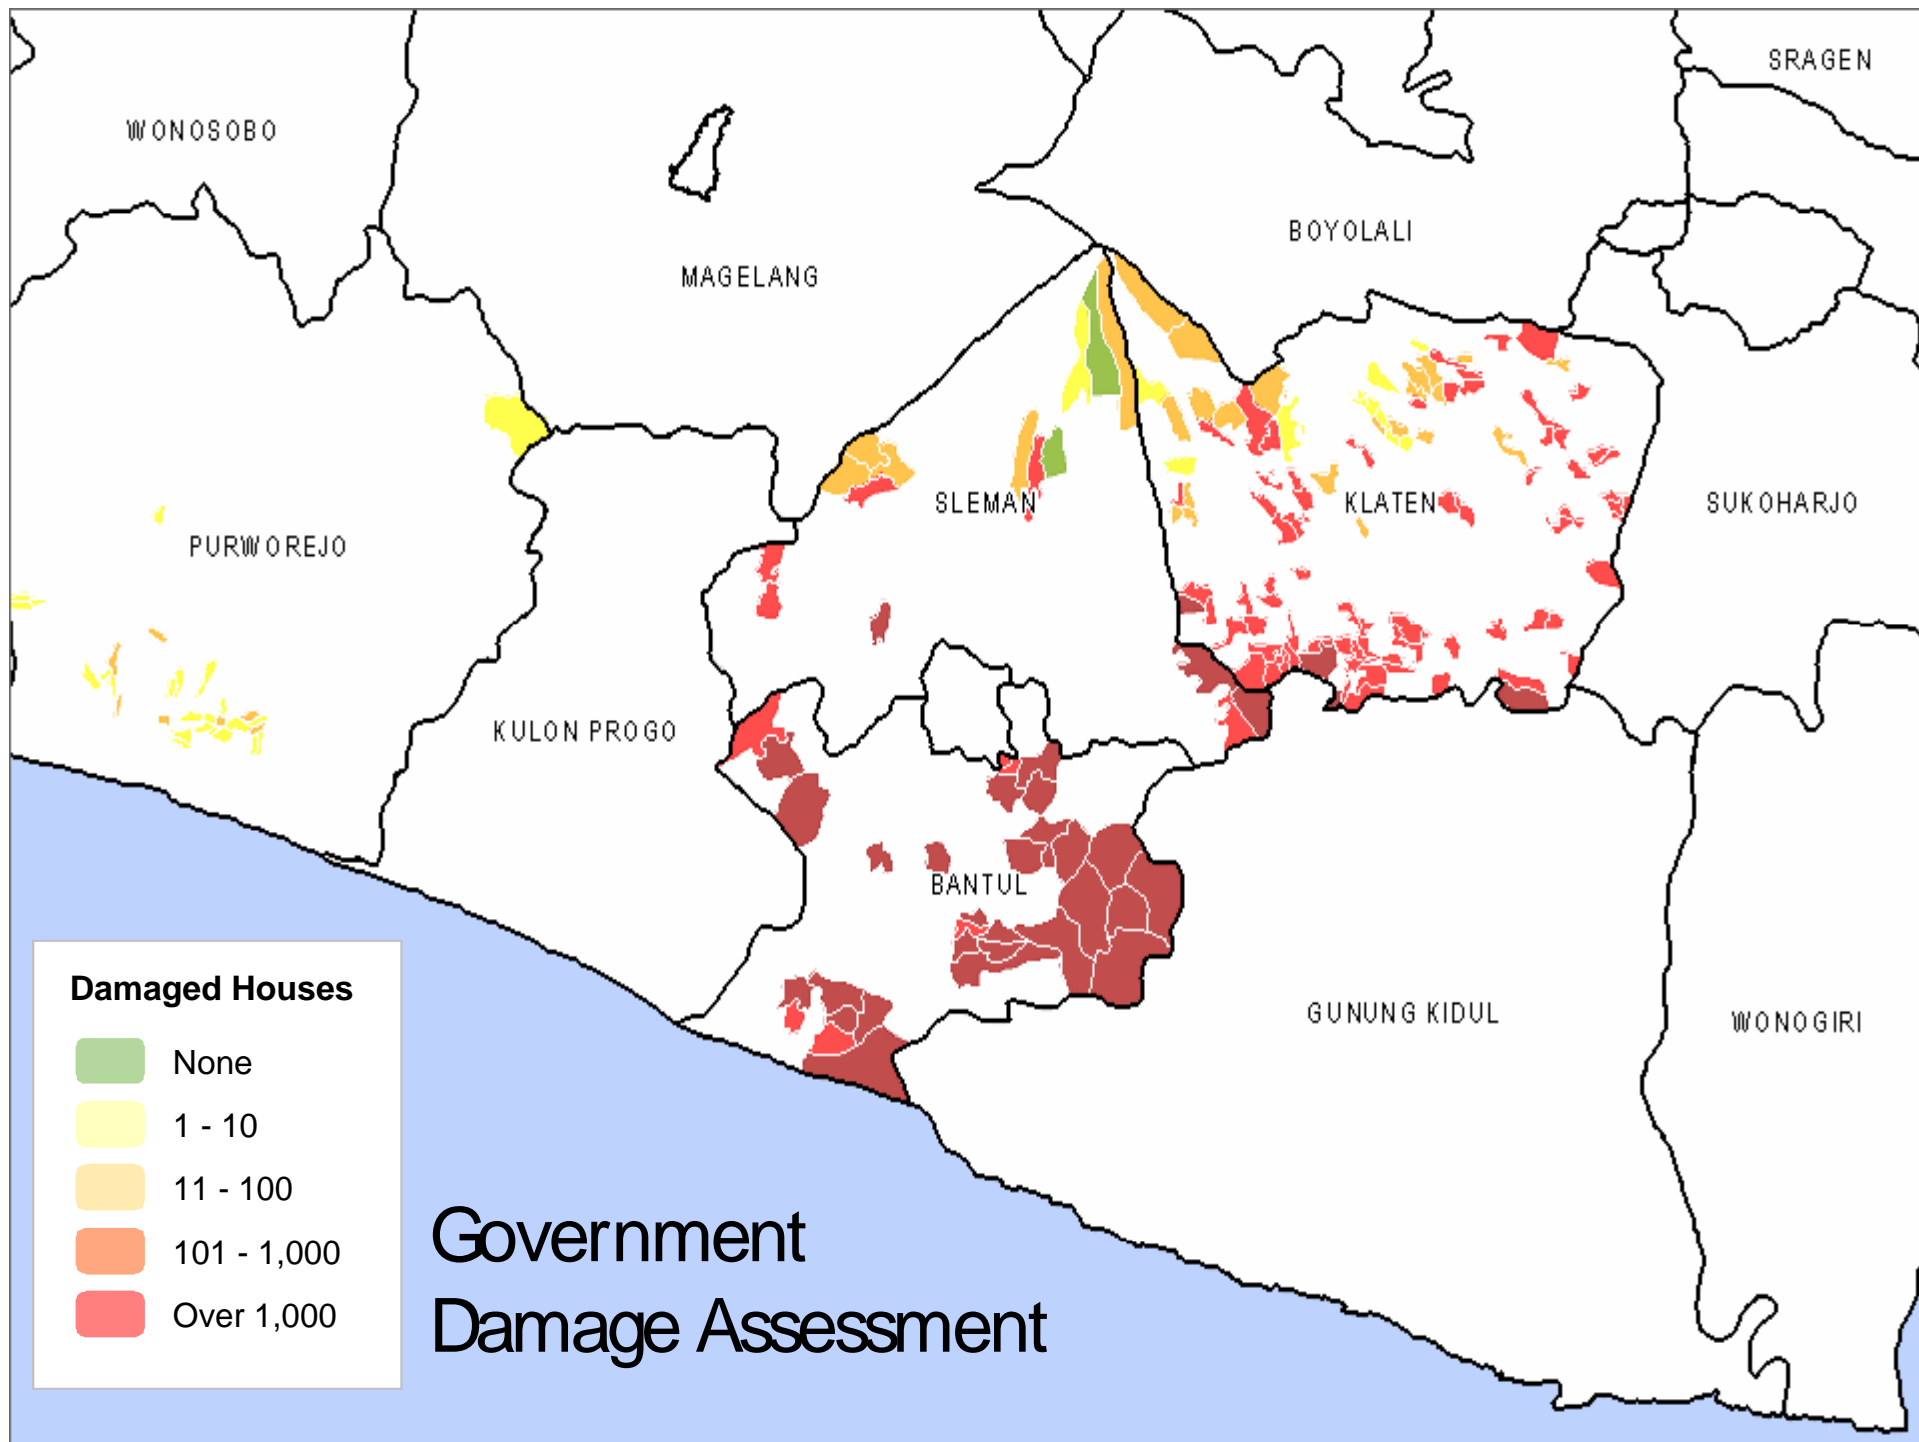 SRAGEN
WONOSOBO
BOYOLALI
MAGELANG
SLEMAN
KLATEN
SUKOHARJO
PURWOREJO
KULON PROGO
BANTUL
GUNUNG KIDUL
WONOGIRI
Damaged Houses
None
1 - 10
11 - 100
101 - 1,000
Over 1,000
Government
Damage Assessment